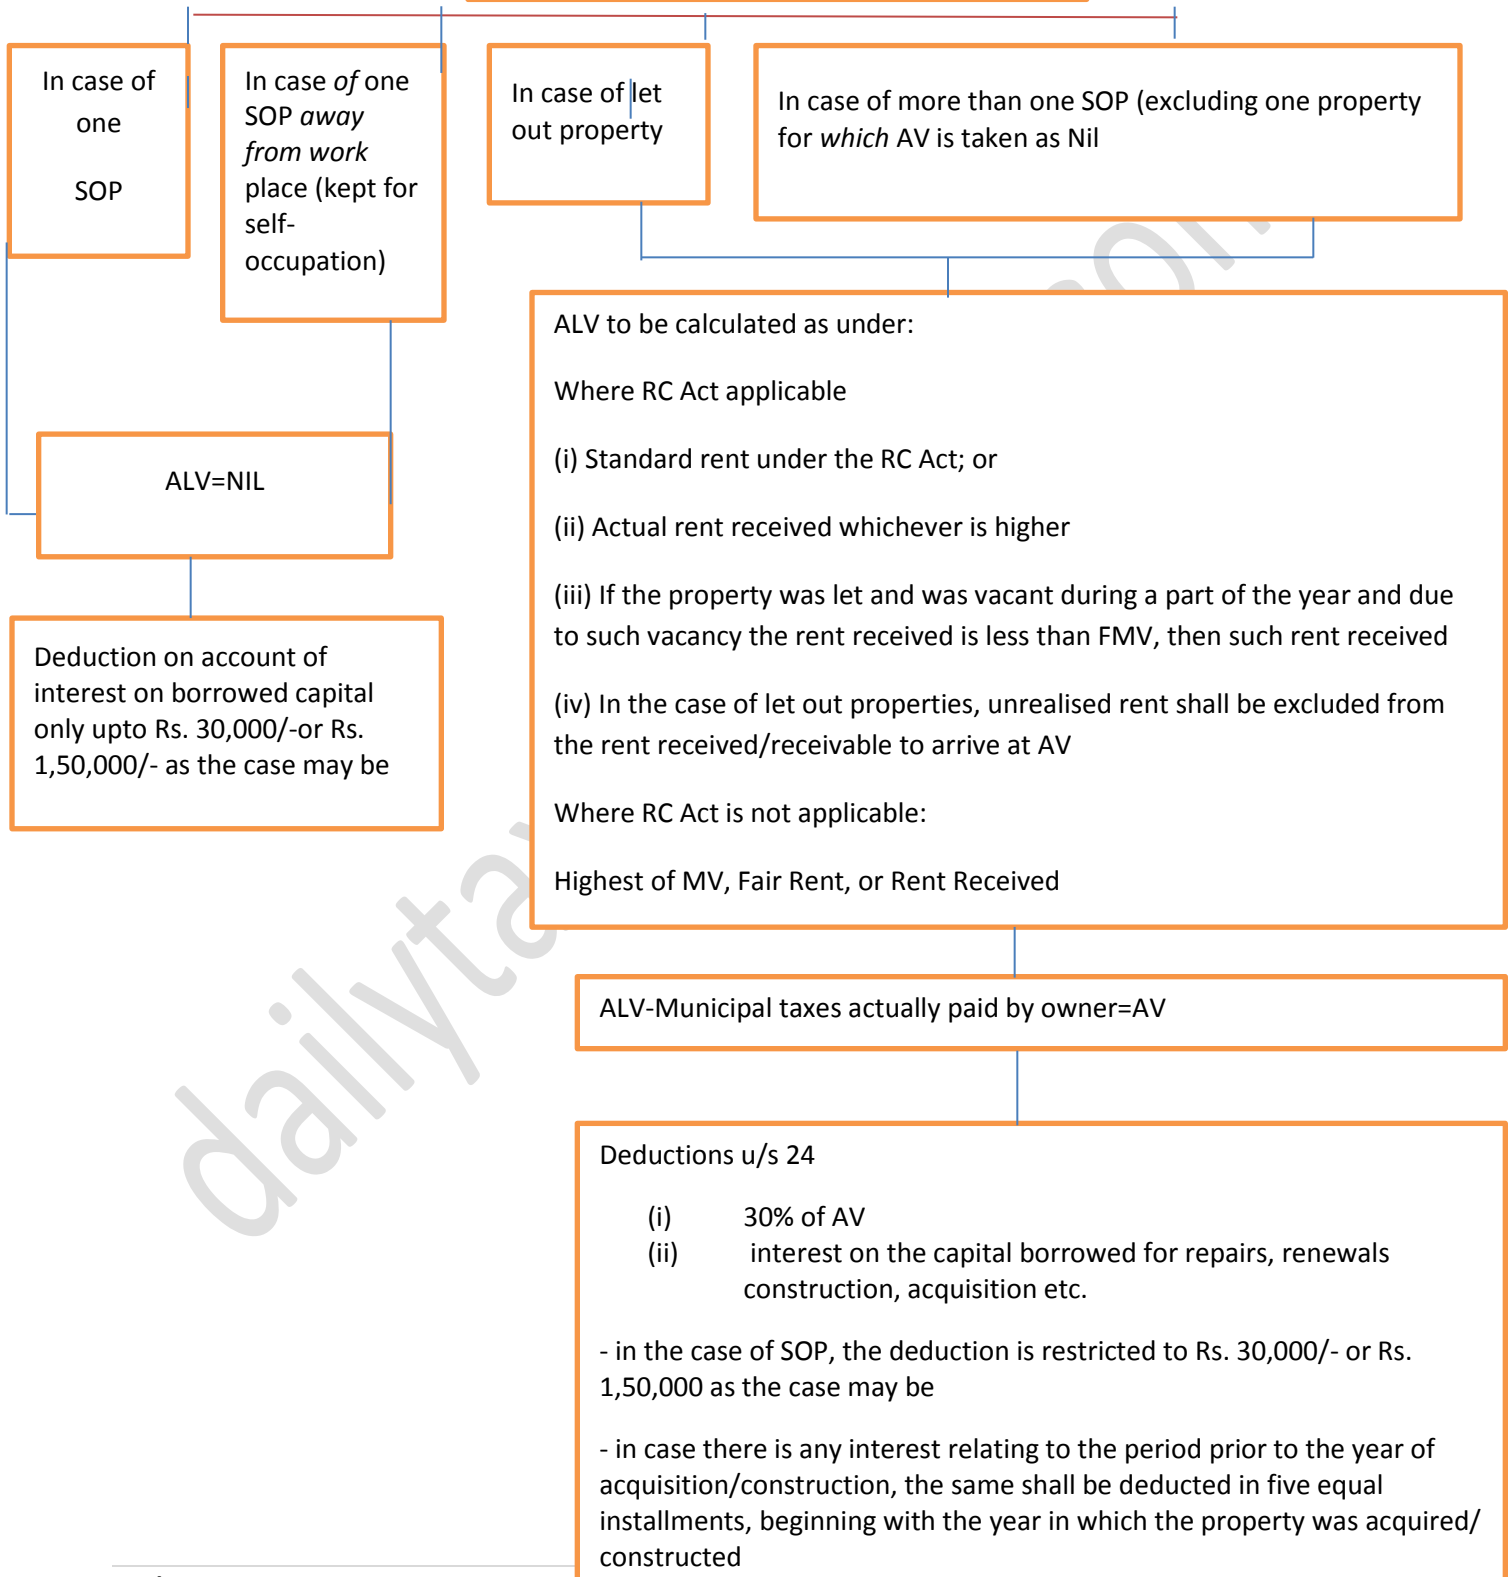 In case of
one
SOP
In case of one
SOP away
from work
place (kept for
self-
occupation)
In case of let
out property
In case of more than one SOP (excluding one property
for which AV is taken as Nil
ALV=NIL
Deduction on account of
interest on borrowed capital
only upto Rs. 30,000/-or Rs.
1,50,000/- as the case may be
ALV to be calculated as under:
Where RC Act applicable
(i) Standard rent under the RC Act; or
(ii) Actual rent received whichever is higher
(iii) If the property was let and was vacant during a part of the year and due
to such vacancy the rent received is less than FMV, then such rent received
(iv) In the case of let out properties, unrealised rent shall be excluded from
the rent received/receivable to arrive at AV
Where RC Act is not applicable:
Highest of MV, Fair Rent, or Rent Received
ALV-Municipal taxes actually paid by owner=AV
Deductions u/s 24
(i) 30% of AV
(ii) interest on the capital borrowed for repairs, renewals
construction, acquisition etc.
- in the case of SOP, the deduction is restricted to Rs. 30,000/- or Rs.
1,50,000 as the case may be
- in case there is any interest relating to the period prior to the year of
acquisition/construction, the same shall be deducted in five equal
installments, beginning with the year in which the property was acquired/
constructed